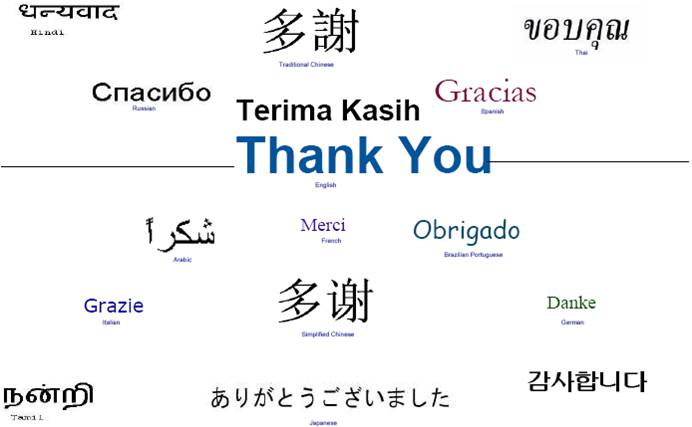 धन्यवाद
Hindi
多謝
Traditional Chinese
ขอบคุณ
Thai
Спасибо
Russian
Terima Kasih
Gracias
Spanish
Thank You
English
شكراً
Arabic
Merci
French
Obrigado
Brazilian Portuguese
Grazie
Italian
多谢
Simplified Chinese
Danke
German
நன்றி
Tamil
ありがとうございました
Japanese
감사합니다